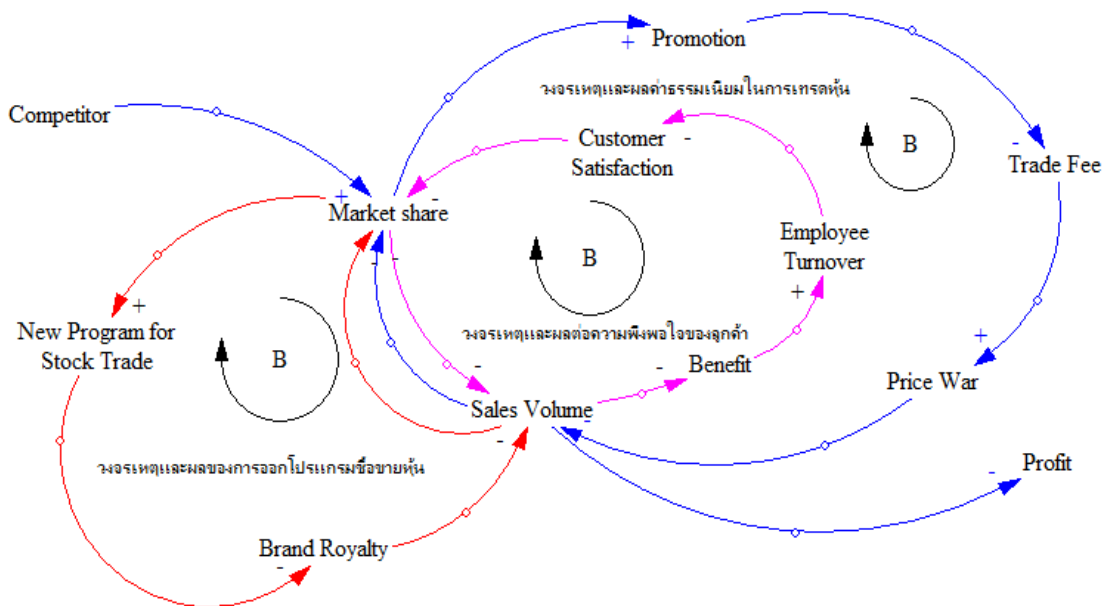 Promotion
+
วงจรเหตุและผลค่าธรรมเนียมในการเทรดหุ้น
Competitor
Customer
Satisfaction
-
B
-
Trade Fee
+
-
Market share
Employee
Turnover
B
-
-
+
+
New Program for
Stock Trade
B
วงจรเหตุและผลต่อความพึงพอใจของลูกค้า
+
-
-
Benefit
Price War
Sales Volume
-
-
วงจรเหตุและผลของการออกโปรแกรมซื้อขายหุ้น
-
Profit
Brand Royalty
-